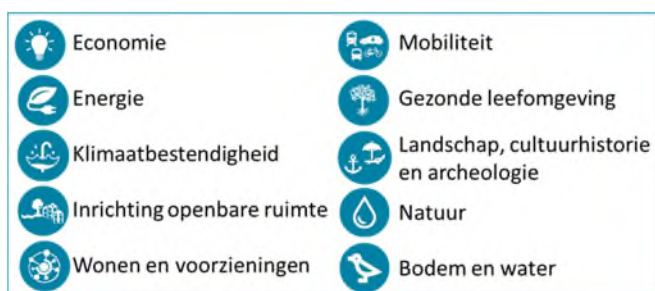 Economie
Energie
Klimaatbestendigheid
Inrichting openbare ruimte
Wonen en voorzieningen
Mobiliteit
Gezonde leefomgeving
Landschap, cultuurhistorie
en archeologie
Natuur
Bodem en water